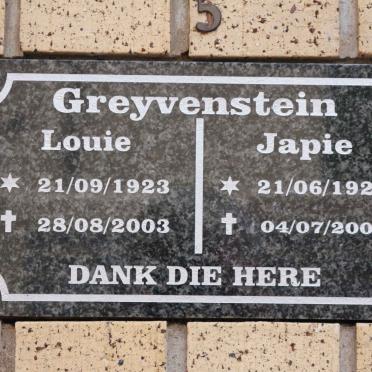 5
Greyvenstein
Louie Japie
21/09/1923 21/06/192
28/08/2003 04/07/200
DANK DIE HERE